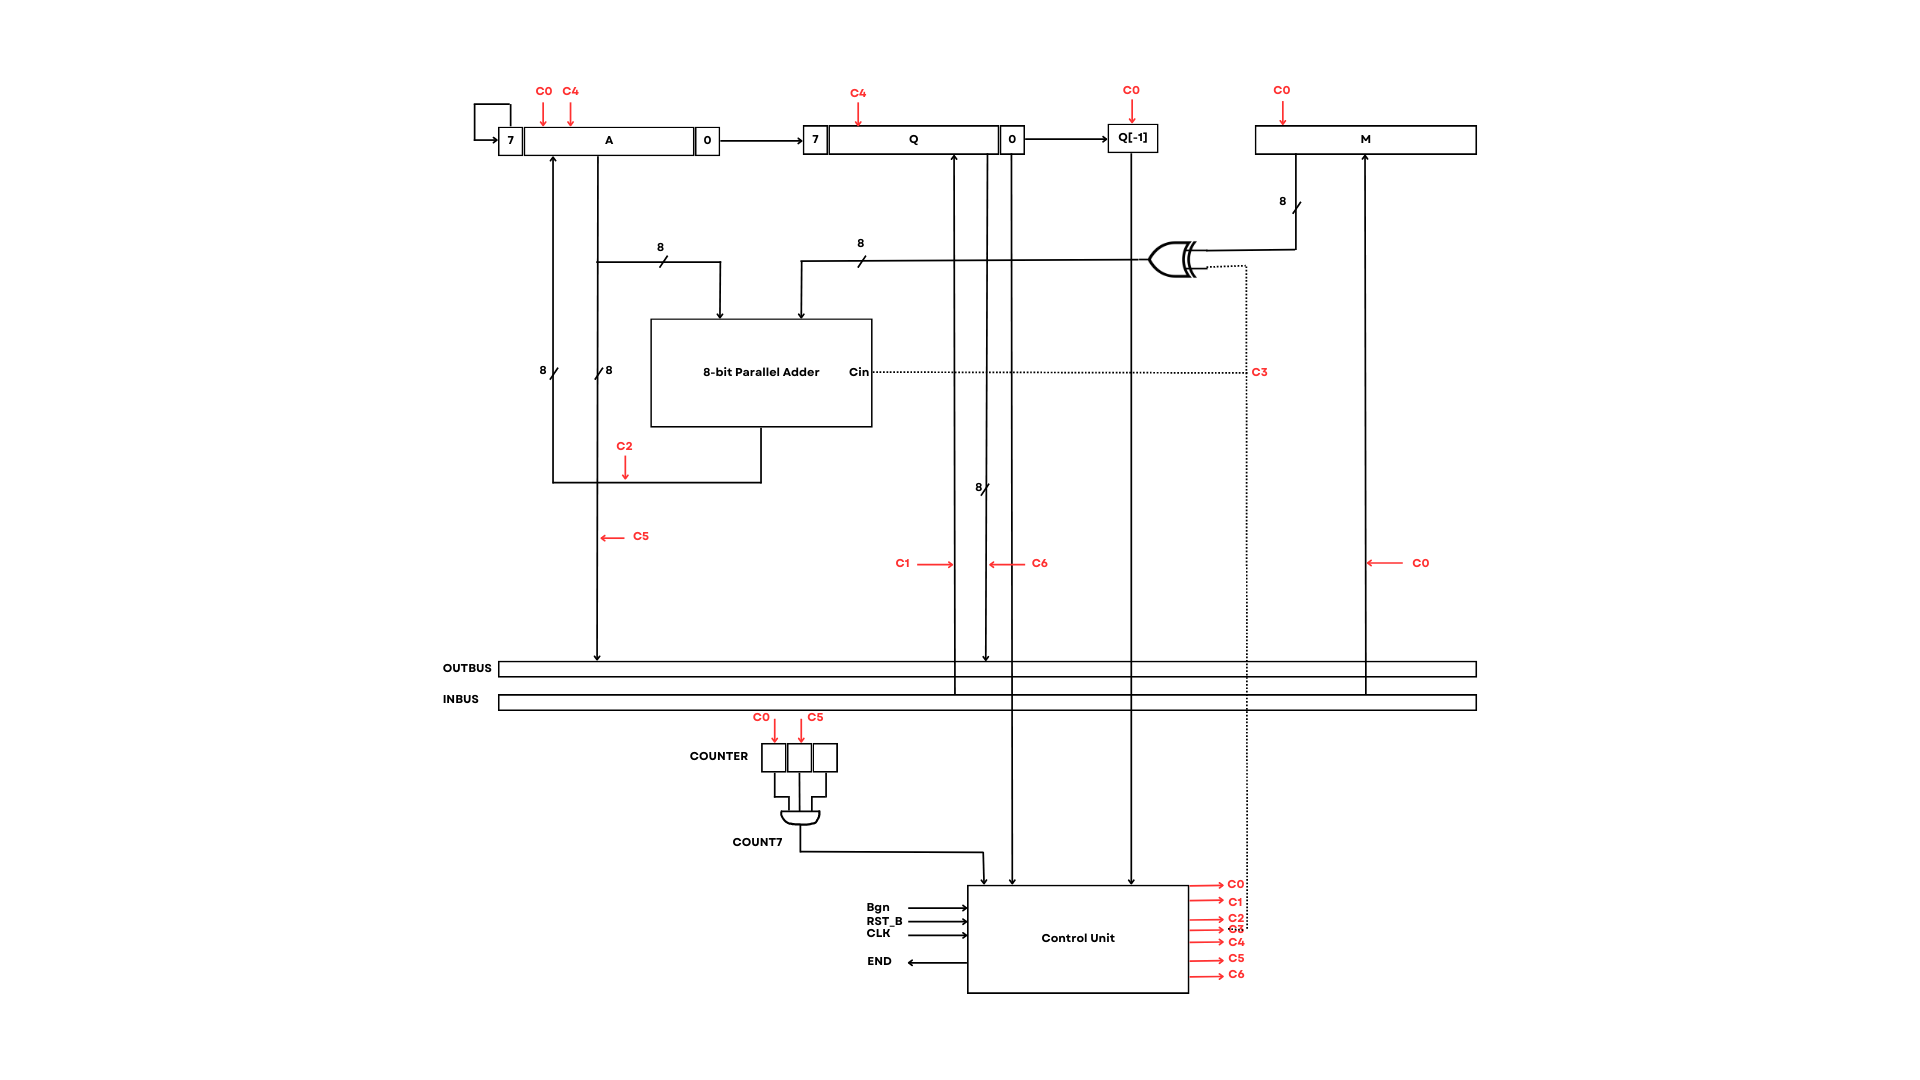 C0 C4 C4 C0 C0
7 A 0 7 Q 0 Q[-1] M
8
8 8
8 8 8-bit Parallel Adder Cin C3
C2
8
C5
C1 C6 C0
OUTBUS
INBUS
C0 C5
COUNTER
COUNT7
Bgn
RST_B
CLK
END
Control Unit
C0
C1
C2
C3
C4
C5
C6